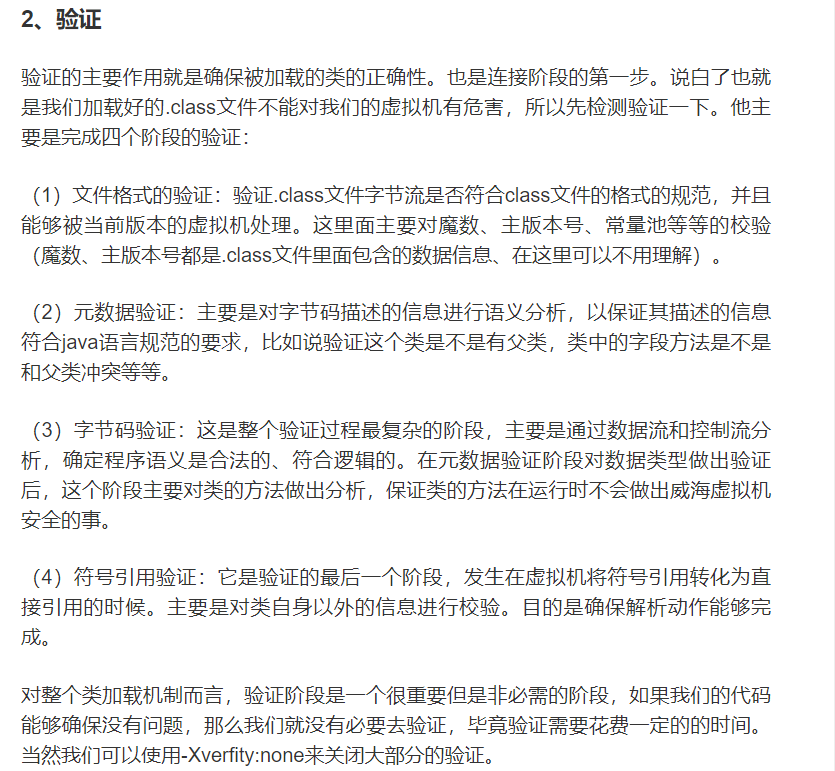 2、验证
验证的主要作用就是确保被加载的类的正确性。也是连接阶段的第一步。说白了也就
是我们加载好的.class文件不能对我们的虚拟机有危害，所以先检测验证一下。他主
要是完成四个阶段的验证：
（1）文件格式的验证：验证.class文件字节流是否符合class文件的格式的规范，并且
能够被当前版本的虚拟机处理。这里面主要对魔数、主版本号、常量池等等的校验
（魔数、主版本号都是.class文件里面包含的数据信息、在这里可以不用理解）。
（2）元数据验证：主要是对字节码描述的信息进行语义分析，以保证其描述的信息
符合java语言规范的要求，比如说验证这个类是不是有父类，类中的字段方法是不是
和父类冲突等等。
（3）字节码验证：这是整个验证过程最复杂的阶段，主要是通过数据流和控制流分
析，确定程序语义是合法的、符合逻辑的。在元数据验证阶段对数据类型做出验证
后，这个阶段主要对类的方法做出分析，保证类的方法在运行时不会做出威海虚拟机
安全的事。
（4）符号引用验证：它是验证的最后一个阶段，发生在虚拟机将符号引用转化为直
接引用的时候。主要是对类自身以外的信息进行校验。目的是确保解析动作能够完
成。
对整个类加载机制而言，验证阶段是一个很重要但是非必需的阶段，如果我们的代码
能够确保没有问题，那么我们就没有必要去验证，毕竟验证需要花费一定的的时间。
当然我们可以使用-Xverfity:none来关闭大部分的验证。